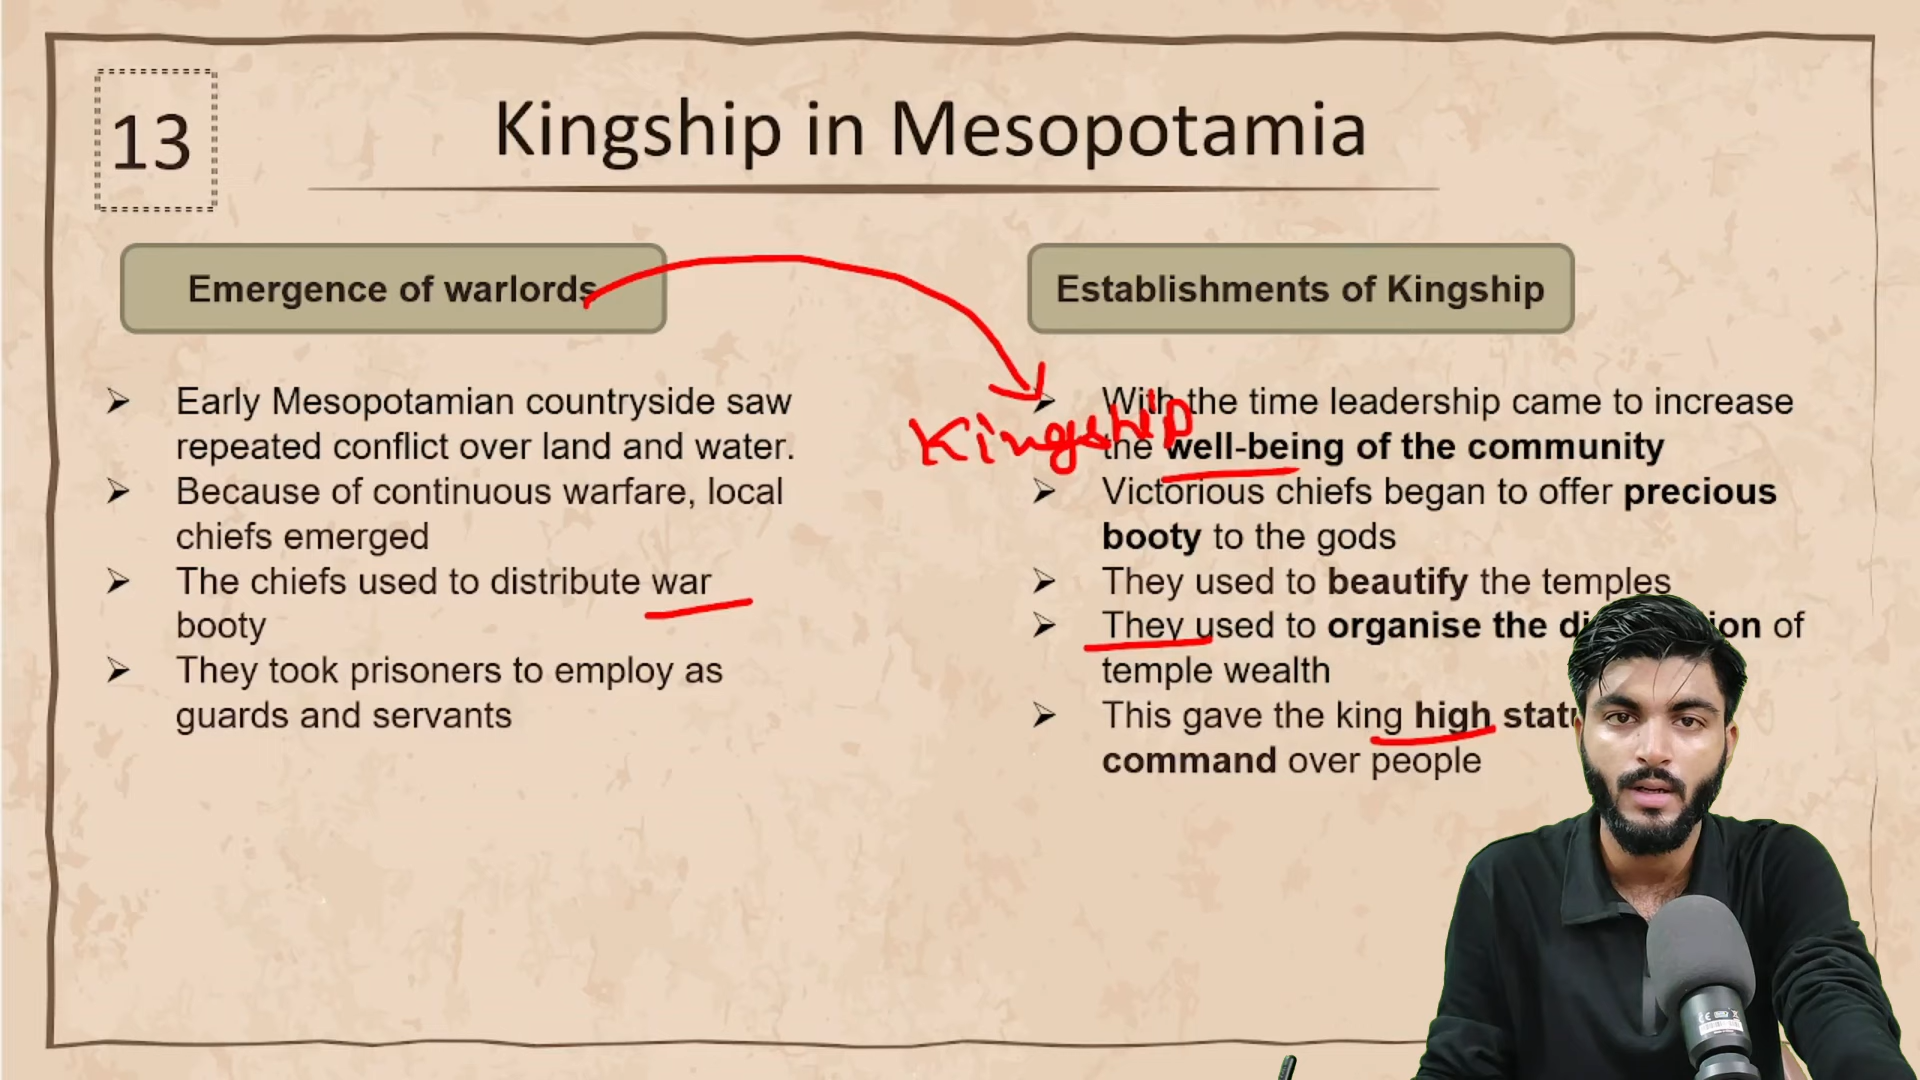 13
Kingship in Mesopotamia
Emergence of warlords
Early Mesopotamian countryside saw
repeated conflict over land and water.
Because of continuous warfare, local
chiefs emerged
The chiefs used to distribute war
booty
They took prisoners to employ as
guards and servants
Kingship
Establishments of Kingship
With the time leadership came to increase
the well-being of the community
Victorious chiefs began to offer precious
booty to the gods
They used to beautify the temples
They used to organise the of
temple wealth
This gave the king high
command over people